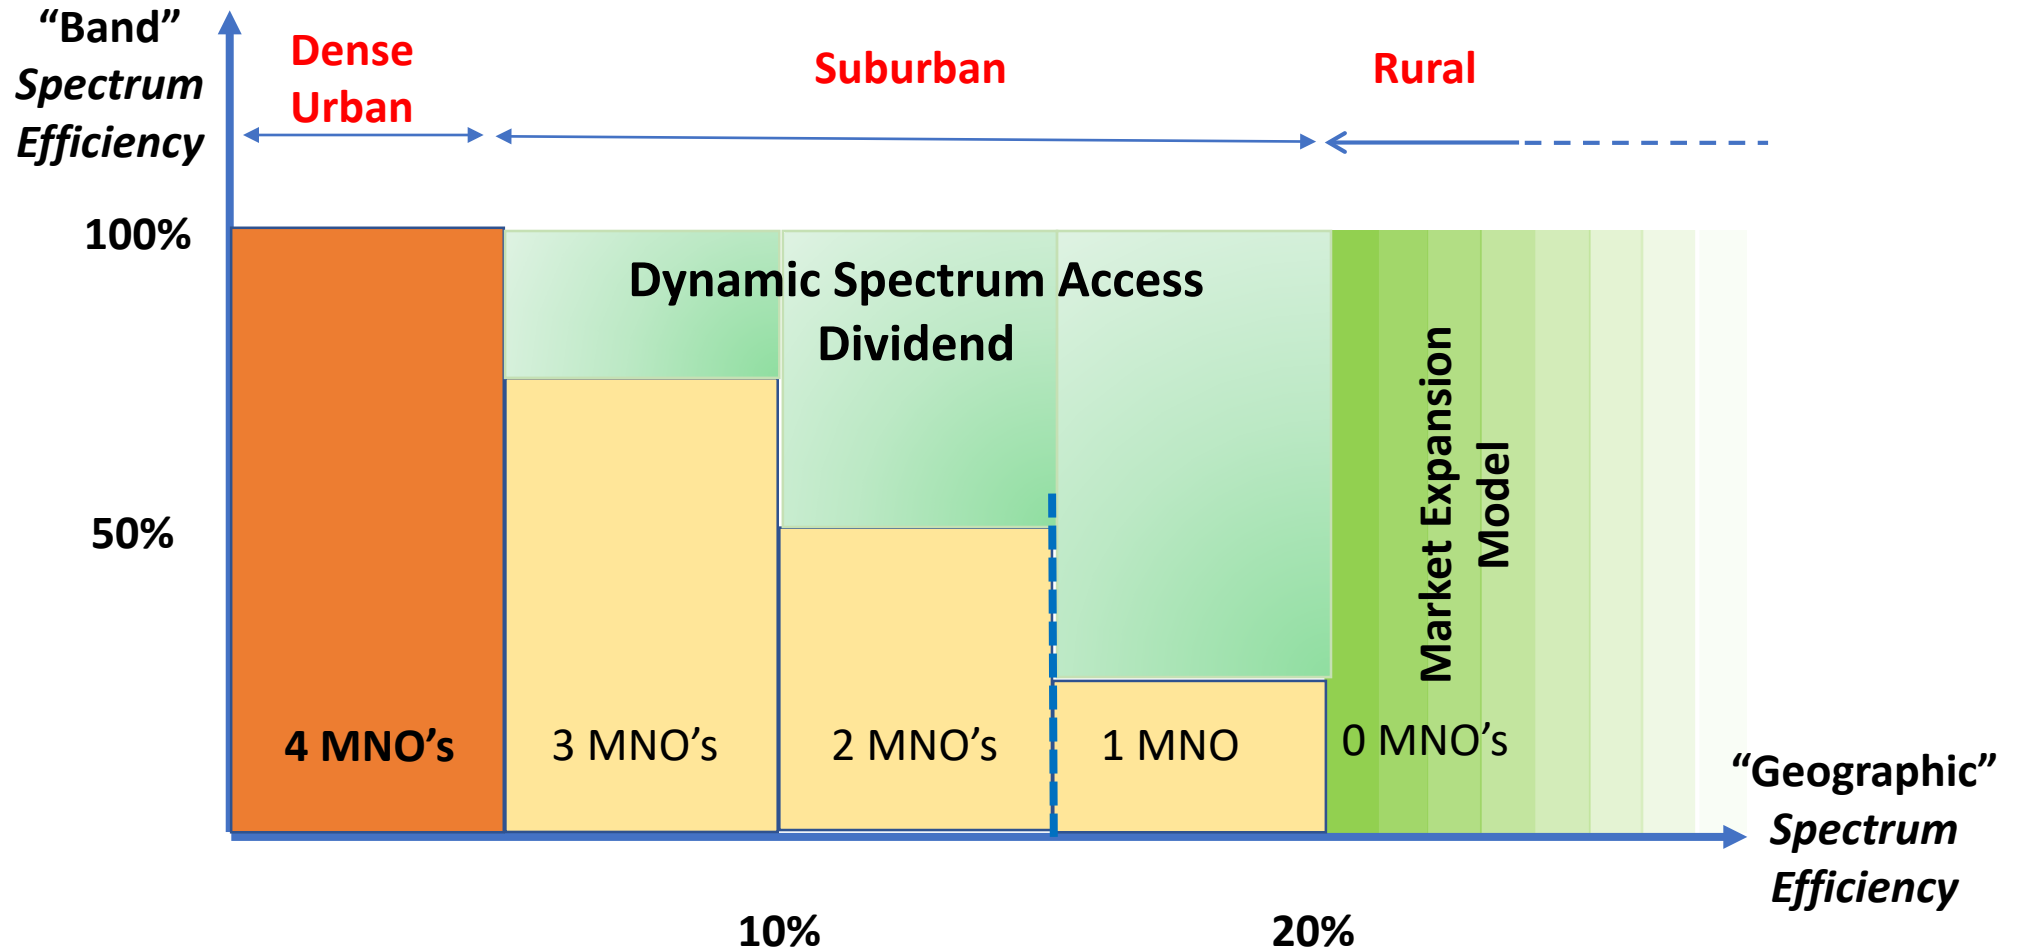 “Band”
Spectrum
Efficiency
Dense
Urban
Suburban
Rural
100%
50%
Dynamic Spectrum Access
Dividend
Market Expansion
Model
4 MNO’s
3 MNO’s
2 MNO’s
1 MNO
0 MNO’s
“Geographic”
Spectrum
Efficiency
10%
20%